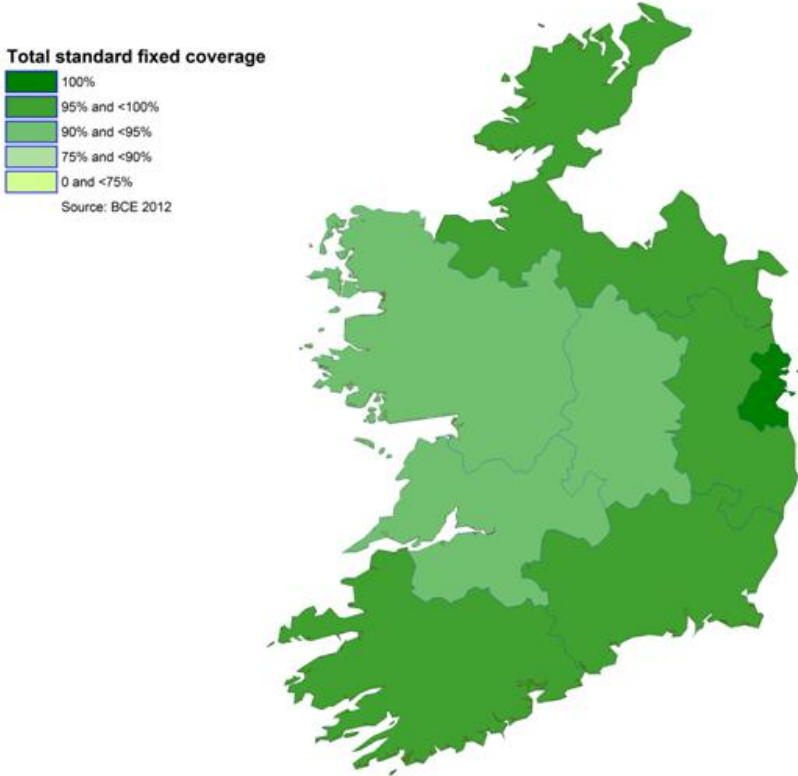 Total standard fixed coverage
100%
95% and <100%
90% and <95%
75% and <90%
0 and <75%
Source: BCE 2012